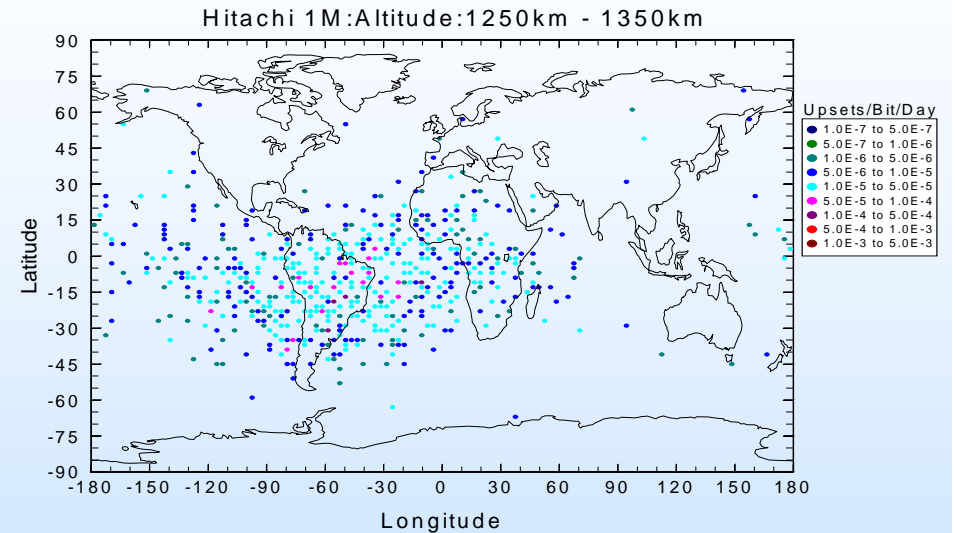 Hitachi 1M:Altitude:1250km - 1350km
90
75
60
45
30
15
0
-15
-30
-45
-60
-75
-90
Latitude
-180 -150 -120 -90 -60 -30 0 30 60 90 120 150 180
Longitude
Upsets/Bit/Day
1.0E-7 to 5.0E-7
5.0E-7 to 1.0E-6
1.0E-6 to 5.0E-6
5.0E-6 to 1.0E-5
1.0E-5 to 5.0E-5
5.0E-5 to 1.0E-4
1.0E-4 to 5.0E-4
5.0E-4 to 1.0E-3
1.0E-3 to 5.0E-3